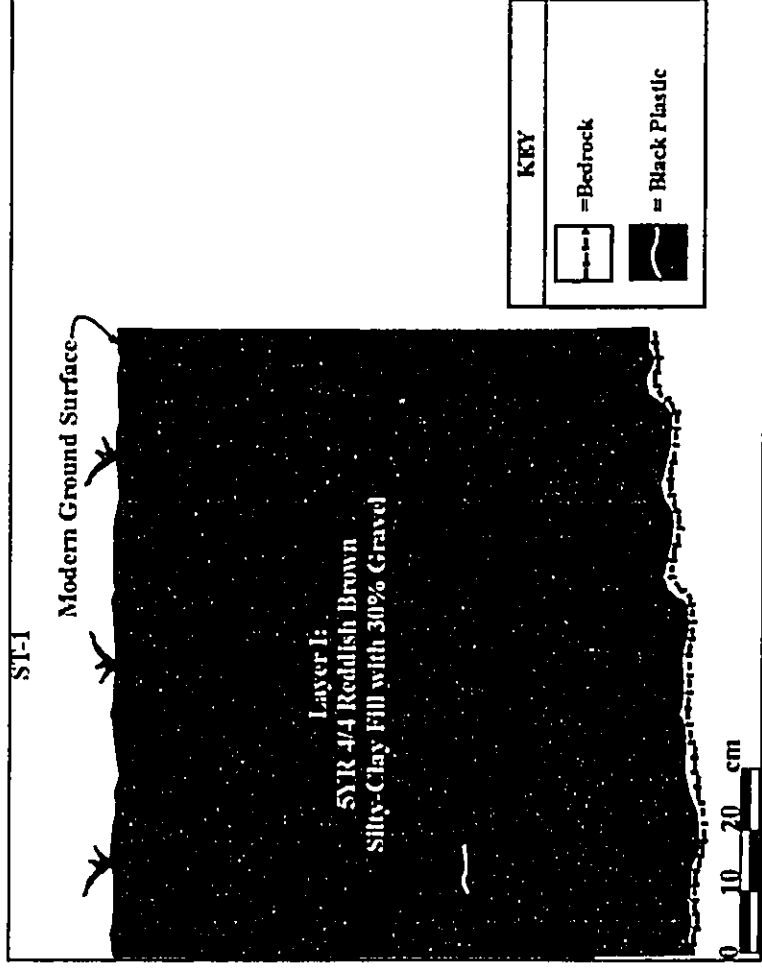 ST-1
Modern Ground Surface
Layer I:
5YR 4/4 Reddish Brown
Silty-Clay Fill with 30% Gravel
0 10 20 cm
KEY
=Bedrock
= Black Plastic